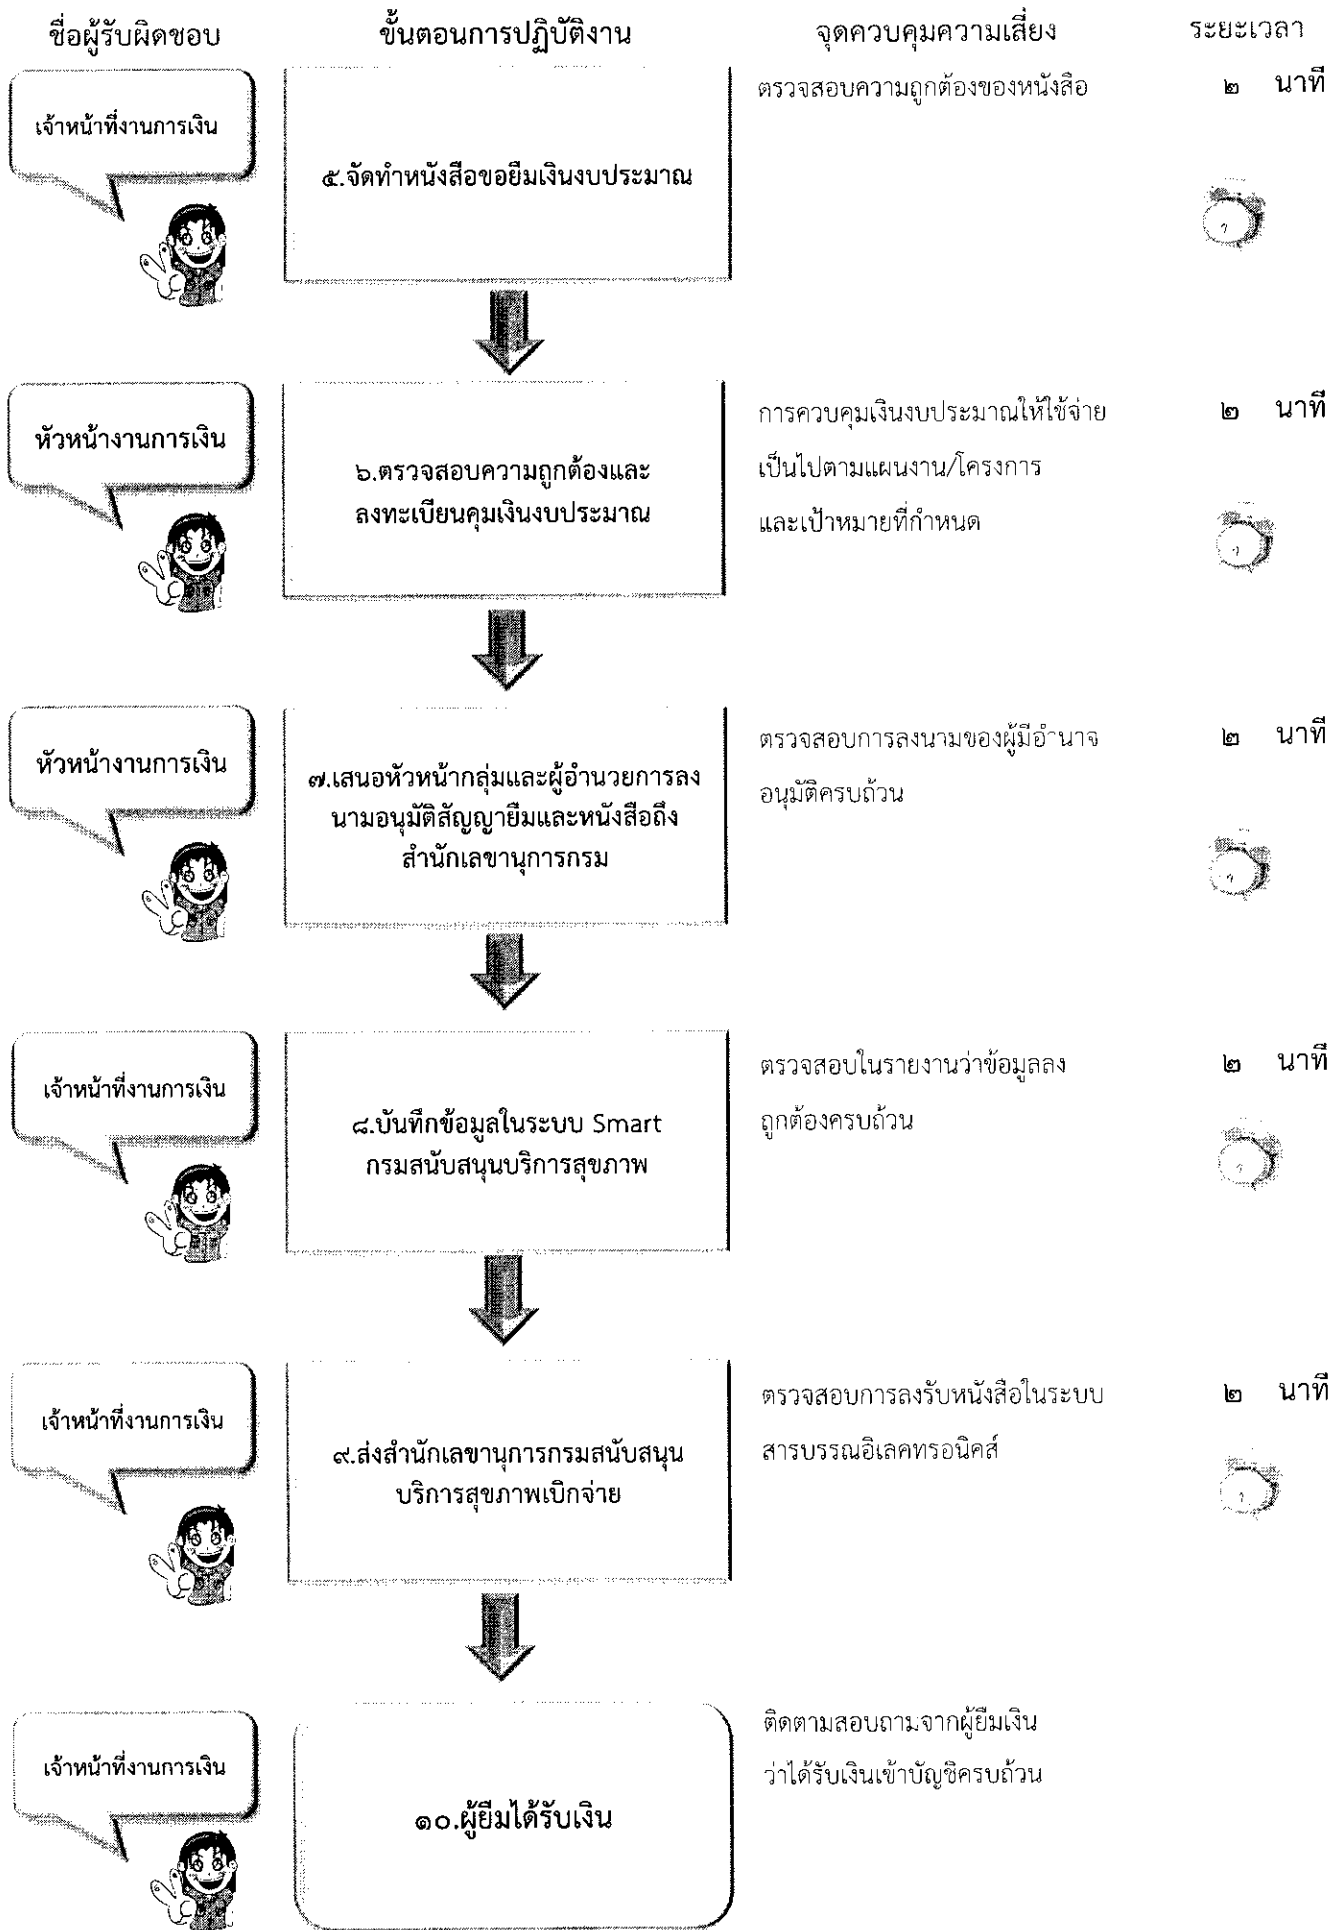 ชื่อผู้รับผิดชอบ ขั้นตอนการปฏิบัติงาน จุดควบคุมความเสี่ยง ระยะเวลา
เจ้าหน้าที่งานการเงิน
๕.จัดทำหนังสือขอยืมเงินงบประมาณ
ตรวจสอบความถูกต้องของหนังสือ
๒ นาที
หัวหน้างานการเงิน
๖.ตรวจสอบความถูกต้องและ
ลงทะเบียนคุมเงินงบประมาณ
การควบคุมเงินงบประมาณให้ใช้จ่าย
เป็นไปตามแผนงาน/โครงการ
และเป้าหมายที่กำหนด
๒ นาที
หัวหน้างานการเงิน
๗.เสนอหัวหน้ากลุ่มและผู้อำนวยการลง
นามอนุมัติสัญญายืมและหนังสือถึง
สำนักเลขานุการกรม
ตรวจสอบการลงนามของผู้มีอำนาจ
อนุมัติครบถ้วน
๒ นาที
เจ้าหน้าที่งานการเงิน
๘.บันทึกข้อมูลในระบบ Smart
กรมสนับสนุนบริการสุขภาพ
ตรวจสอบในรายงานว่าข้อมูลลง
ถูกต้องครบถ้วน
๒ นาที
เจ้าหน้าที่งานการเงิน
๙.ส่งสำนักเลขานุการกรมสนับสนุน
บริการสุขภาพเบิกจ่าย
ตรวจสอบการลงรับหนังสือในระบบ
สารบรรณอิเลคทรอนิคส์
๒ นาที
เจ้าหน้าที่งานการเงิน
๑๐.ผู้ยืมได้รับเงิน
ติดตามสอบถามจากผู้ยืมเงิน
ว่าได้รับเงินเข้าบัญชีครบถ้วน